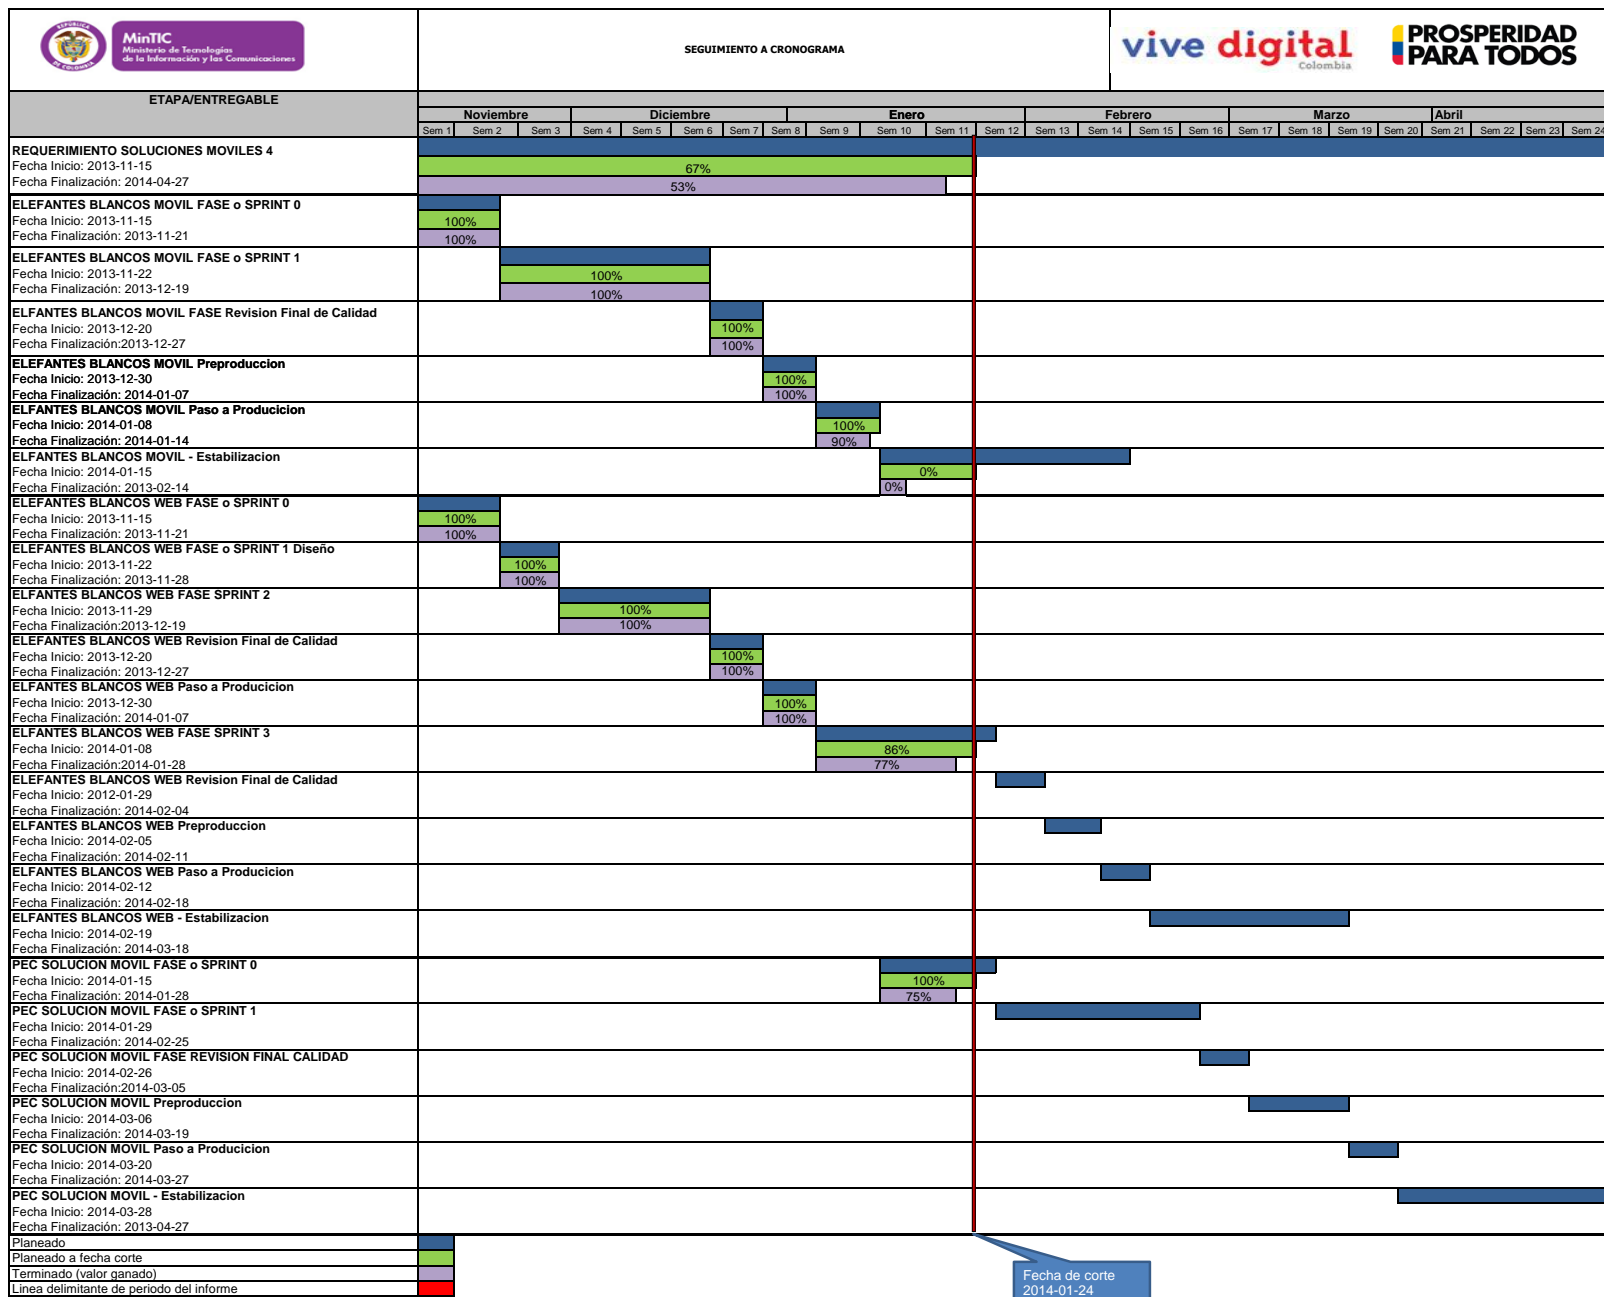 REPÚBLICA
DE COLOMBIA
MinTIC
Ministerio de Tecnologías
de la Información y las Comunicaciones
SEGUIMIENTO A CRONOGRAMA
vive digital
Colombia
PROSPERIDAD
PARA TODOS
ETAPA/ENTREGABLE
Noviembre Diciembre Enero Febrero Marzo Abril
Sem 1 Sem 2 Sem 3 Sem 4 Sem 5 Sem 6 Sem 7 Sem 8 Sem 9 Sem 10 Sem 11 Sem 12 Sem 13 Sem 14 Sem 15 Sem 16 Sem 17 Sem 18 Sem 19 Sem 20 Sem 21 Sem 22 Sem 23 Sem 24
REQUERIMIENTO SOLUCIONES MOVILES 4
Fecha Inicio: 2013-11-15
Fecha Finalización: 2014-04-27
67%
53%
ELEFANTES BLANCOS MOVIL FASE o SPRINT 0
Fecha Inicio: 2013-11-15
Fecha Finalización: 2013-11-21
100%
100%
ELEFANTES BLANCOS MOVIL FASE o SPRINT 1
Fecha Inicio: 2013-11-22
Fecha Finalización: 2013-12-19
100%
100%
ELFANTES BLANCOS MOVIL FASE Revision Final de Calidad
Fecha Inicio: 2013-12-20
Fecha Finalización:2013-12-27
100%
100%
ELEFANTES BLANCOS MOVIL Preproduccion
Fecha Inicio: 2013-12-30
Fecha Finalización: 2014-01-07
100%
100%
ELFANTES BLANCOS MOVIL Paso a Producicion
Fecha Inicio: 2014-01-08
Fecha Finalización: 2014-01-14
100%
90%
ELFANTES BLANCOS MOVIL - Estabilizacion
Fecha Inicio: 2014-01-15
Fecha Finalización: 2013-02-14
0%
0%
ELEFANTES BLANCOS WEB FASE o SPRINT 0
Fecha Inicio: 2013-11-15
Fecha Finalización: 2013-11-21
100%
100%
ELEFANTES BLANCOS WEB FASE o SPRINT 1 Diseño
Fecha Inicio: 2013-11-22
Fecha Finalización: 2013-11-28
100%
100%
ELEFANTES BLANCOS WEB FASE SPRINT 2
Fecha Inicio: 2013-11-29
Fecha Finalización:2013-12-19
100%
100%
ELEFANTES BLANCOS WEB Revision Final de Calidad
Fecha Inicio: 2013-12-20
Fecha Finalización: 2013-12-27
100%
100%
ELFANTES BLANCOS WEB Paso a Producicion
Fecha Inicio: 2013-12-30
Fecha Finalización: 2014-01-07
100%
100%
ELFANTES BLANCOS WEB FASE SPRINT 3
Fecha Inicio: 2014-01-08
Fecha Finalización:2014-01-28
86%
77%
ELEFANTES BLANCOS WEB Revision Final de Calidad
Fecha Inicio: 2012-01-29
Fecha Finalización: 2014-02-04
ELFANTES BLANCOS WEB Preproduccion
Fecha Inicio: 2014-02-05
Fecha Finalización: 2014-02-11
ELFANTES BLANCOS WEB Paso a Producicion
Fecha Inicio: 2014-02-12
Fecha Finalización: 2014-02-18
ELFANTES BLANCOS WEB - Estabilizacion
Fecha Inicio: 2014-02-19
Fecha Finalización: 2014-03-18
PEC SOLUCION MOVIL FASE o SPRINT 0
Fecha Inicio: 2014-01-15
Fecha Finalización: 2014-01-28
100%
75%
PEC SOLUCION MOVIL FASE o SPRINT 1
Fecha Inicio: 2014-01-29
Fecha Finalización: 2014-02-25
PEC SOLUCION MOVIL FASE REVISION FINAL CALIDAD
Fecha Inicio: 2014-02-26
Fecha Finalización:2014-03-05
PEC SOLUCION MOVIL Preproduccion
Fecha Inicio: 2014-03-06
Fecha Finalización: 2014-03-19
PEC SOLUCION MOVIL Paso a Producicion
Fecha Inicio: 2014-03-20
Fecha Finalización: 2014-03-27
PEC SOLUCION MOVIL - Estabilizacion
Fecha Inicio: 2014-03-28
Fecha Finalización: 2013-04-27
Planeado
Planeado a fecha corte
Terminado (valor ganado)
Linea delimitante de periodo del informe
Fecha de corte
2014-01-24